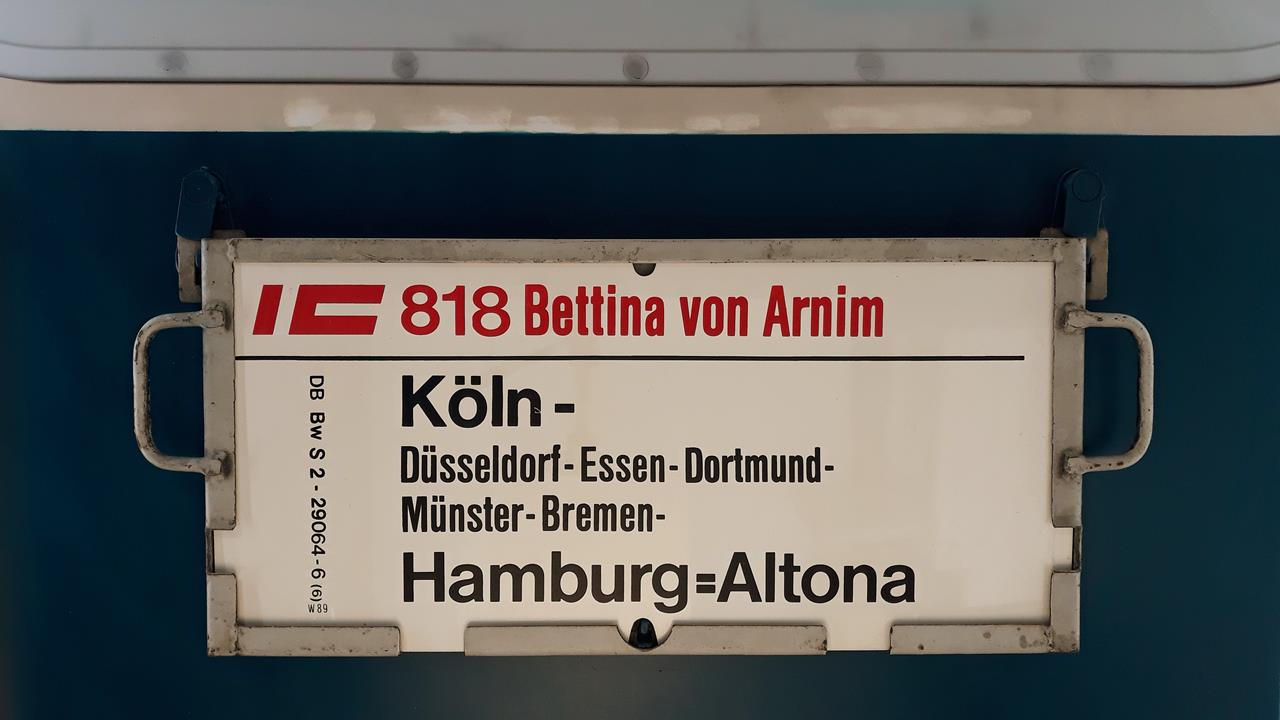 IC 818 Bettina von Arnim
Köln -
Düsseldorf - Essen - Dortmund -
Münster - Bremen -
Hamburg=Altona
DB Bw S 2 - 29064 - 6 (6)
W 89